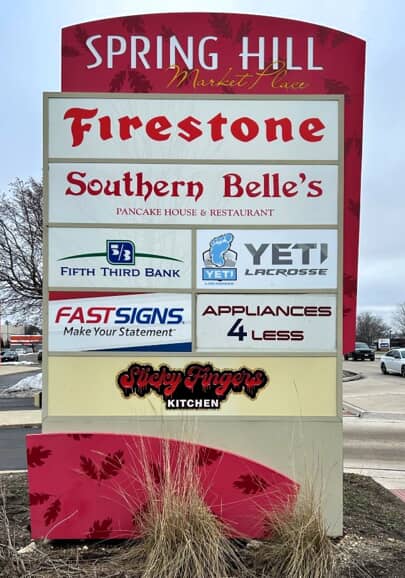 SPRING HILL
Market Place
Firestone
Southern Belle's
PANCAKE HOUSE & RESTAURANT
FIFTH THIRD BANK
YETI
YETI
LACROSSE
FASTSIGNS
Make Your Statement
APPLIANCES
4 LESS
Sticky Fingers
KITCHEN